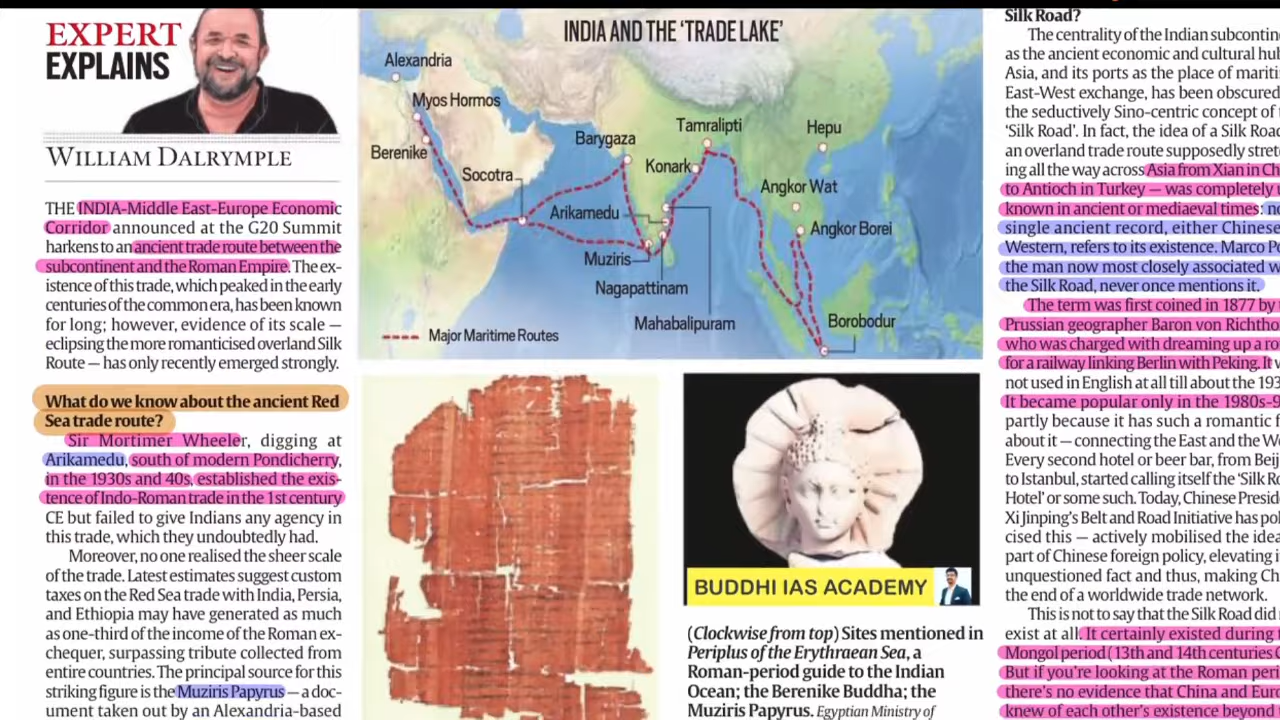 EXPERT
EXPLAINS
WILLIAM DALRYMPLE
THE INDIA-Middle East-Europe Economic
Corridor announced at the G20 Summit
harkens to an ancient trade route between the
subcontinent and the Roman Empire. The ex-
istence of this trade, which peaked in the early
centuries of the common era, has been known
for long; however, evidence of its scale —
eclipsing the more romanticised overland Silk
Route — has only recently emerged strongly.
What do we know about the ancient Red
Sea trade route?
Sir Mortimer Wheeler, digging at
Arikamedu, south of modern Pondicherry,
in the 1930s and 40s, established the exis-
tence of Indo-Roman trade in the 1st century
CE but failed to give Indians any agency in
this trade, which they undoubtedly had.
Moreover, no one realised the sheer scale
of the trade. Latest estimates suggest custom
taxes on the Red Sea trade with India, Persia,
and Ethiopia may have generated as much
as one-third of the income of the Roman ex-
chequer, surpassing tribute collected from
entire countries. The principal source for this
striking figure is the Muziris Papyrus — a doc-
ument taken out by an Alexandria-based
INDIA AND THE ‘TRADE LAKE’
Alexandria
Myos Hormos
Berenike
Socotra
Barygaza
Tamralipti
Konark
Hepu
Angkor Wat
Arikamedu
Angkor Borei
Muziris
Nagapattinam
Mahabalipuram
Borobodur
Major Maritime Routes
BUDDHI IAS ACADEMY
(Clockwise from top) Sites mentioned in
Periplus of the Erythraean Sea, a
Roman-period guide to the Indian
Ocean; the Berenike Buddha; the
Muziris Papyrus. Egyptian Ministry of
Silk Road?
The centrality of the Indian subcontin
as the ancient economic and cultural hu
Asia, and its ports as the place of mariti
East-West exchange, has been obscured
the seductively Sino-centric concept of
‘Silk Road’. In fact, the idea of a Silk Road
an overland trade route supposedly stret
ing all the way across Asia from Xian in Ch
to Antioch in Turkey — was completely
known in ancient or mediaeval times: no
single ancient record, either Chinese
Western, refers to its existence. Marco Po
the man now most closely associated w
the Silk Road, never once mentions it.
The term was first coined in 1877 by
Prussian geographer Baron von Richtho
who was charged with dreaming up a ro
for a railway linking Berlin with Peking. It
not used in English at all till about the 193
It became popular only in the 1980s-9
partly because it has such a romantic f
about it — connecting the East and the We
Every second hotel or beer bar, from Beij
to Istanbul, started calling itself the ‘Silk Ro
Hotel’ or some such. Today, Chinese Presid
Xi Jinping’s Belt and Road Initiative has pol
cised this — actively mobilised the idea
part of Chinese foreign policy, elevating i
unquestioned fact and thus, making Ch
the end of a worldwide trade network.
This is not to say that the Silk Road did
exist at all. It certainly existed during
Mongol period (13th and 14th centuries
But if you’re looking at the Roman peri
there’s no evidence that China and Eur
knew of each other’s existence beyond